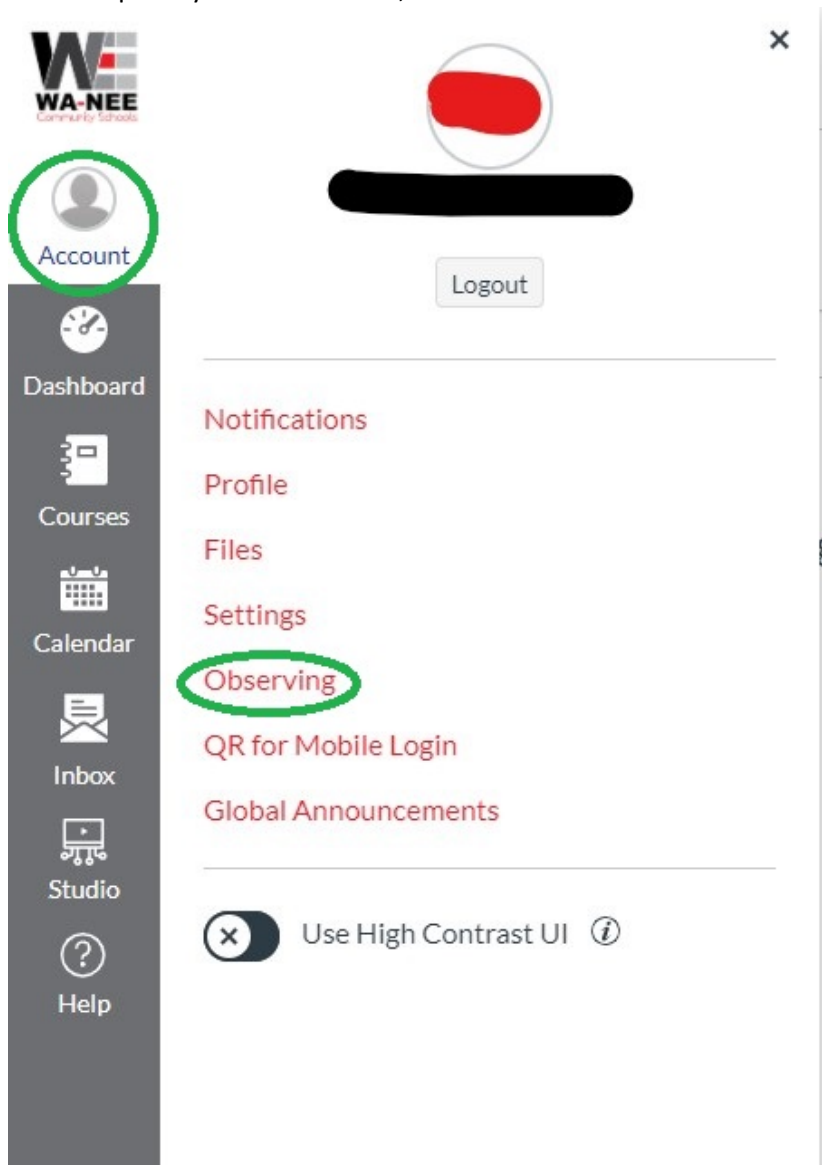 WE
WA-NEE
Community Schools
Account
Dashboard
Courses
Calendar
Inbox
Studio
Help
Logout
Notifications
Profile
Files
Settings
Observing
QR for Mobile Login
Global Announcements
Use High Contrast UI